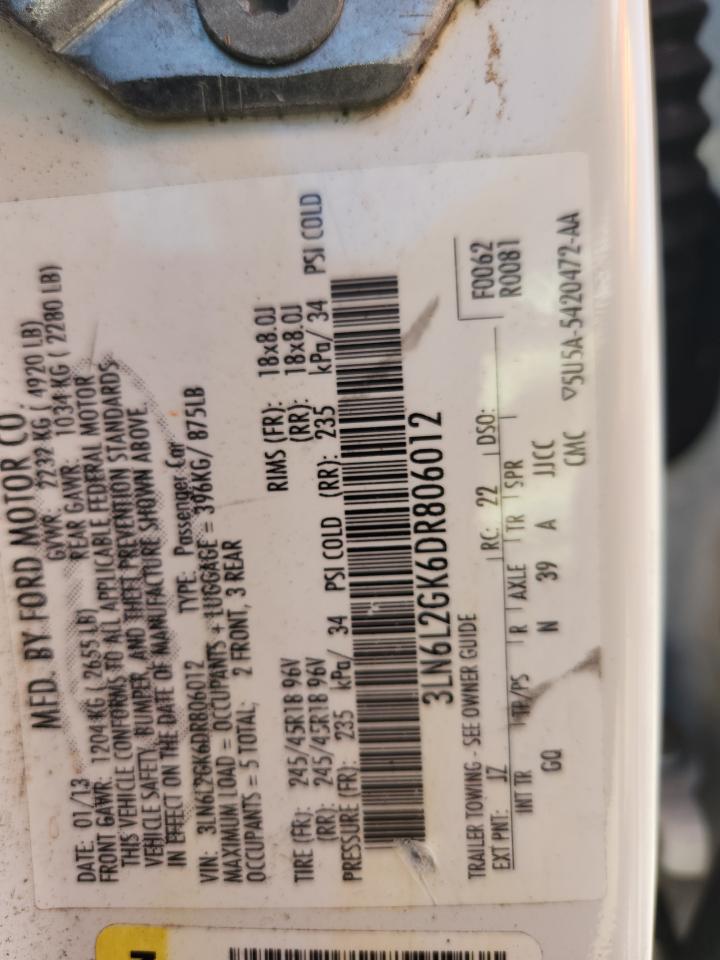 MFD. BY FORD MOTOR CO.
DATE: 01/13 GVWR: 2232 KG ( 4920 LB)
FRONT GAWR: 1204 KG ( 2655 LB) REAR GAWR: 1034 KG ( 2280 LB)
THIS VEHICLE CONFORMS TO ALL APPLICABLE FEDERAL MOTOR
VEHICLE SAFETY, BUMPER, AND THEFT PREVENTION STANDARDS
IN EFFECT ON THE DATE OF MANUFACTURE SHOWN ABOVE.
VIN: 3LN6L2GK6DR806012 TYPE: Passenger Car
MAXIMUM LOAD = OCCUPANTS + LUGGAGE = 396KG/ 875LB
OCCUPANTS = 5 TOTAL; 2 FRONT, 3 REAR
TIRE (FR): 245/45R18 96V RIMS (FR): 18x8.0J
(RR): 245/45R18 96V (RR): 18x8.0J
PRESSURE (FR): 235 kPa/ 34 PSI COLD (RR): 235 kPa/ 34 PSI COLD
3LN6L2GK6DR806012
F0062
R0081
TRAILER TOWING - SEE OWNER GUIDE
EXT PNT: JZ RC: 22 DSO:
INT TR TP/PS R AXLE TR SPR
GQ N 39 A JJCC
CMC ▽5U5A-5420472-AA